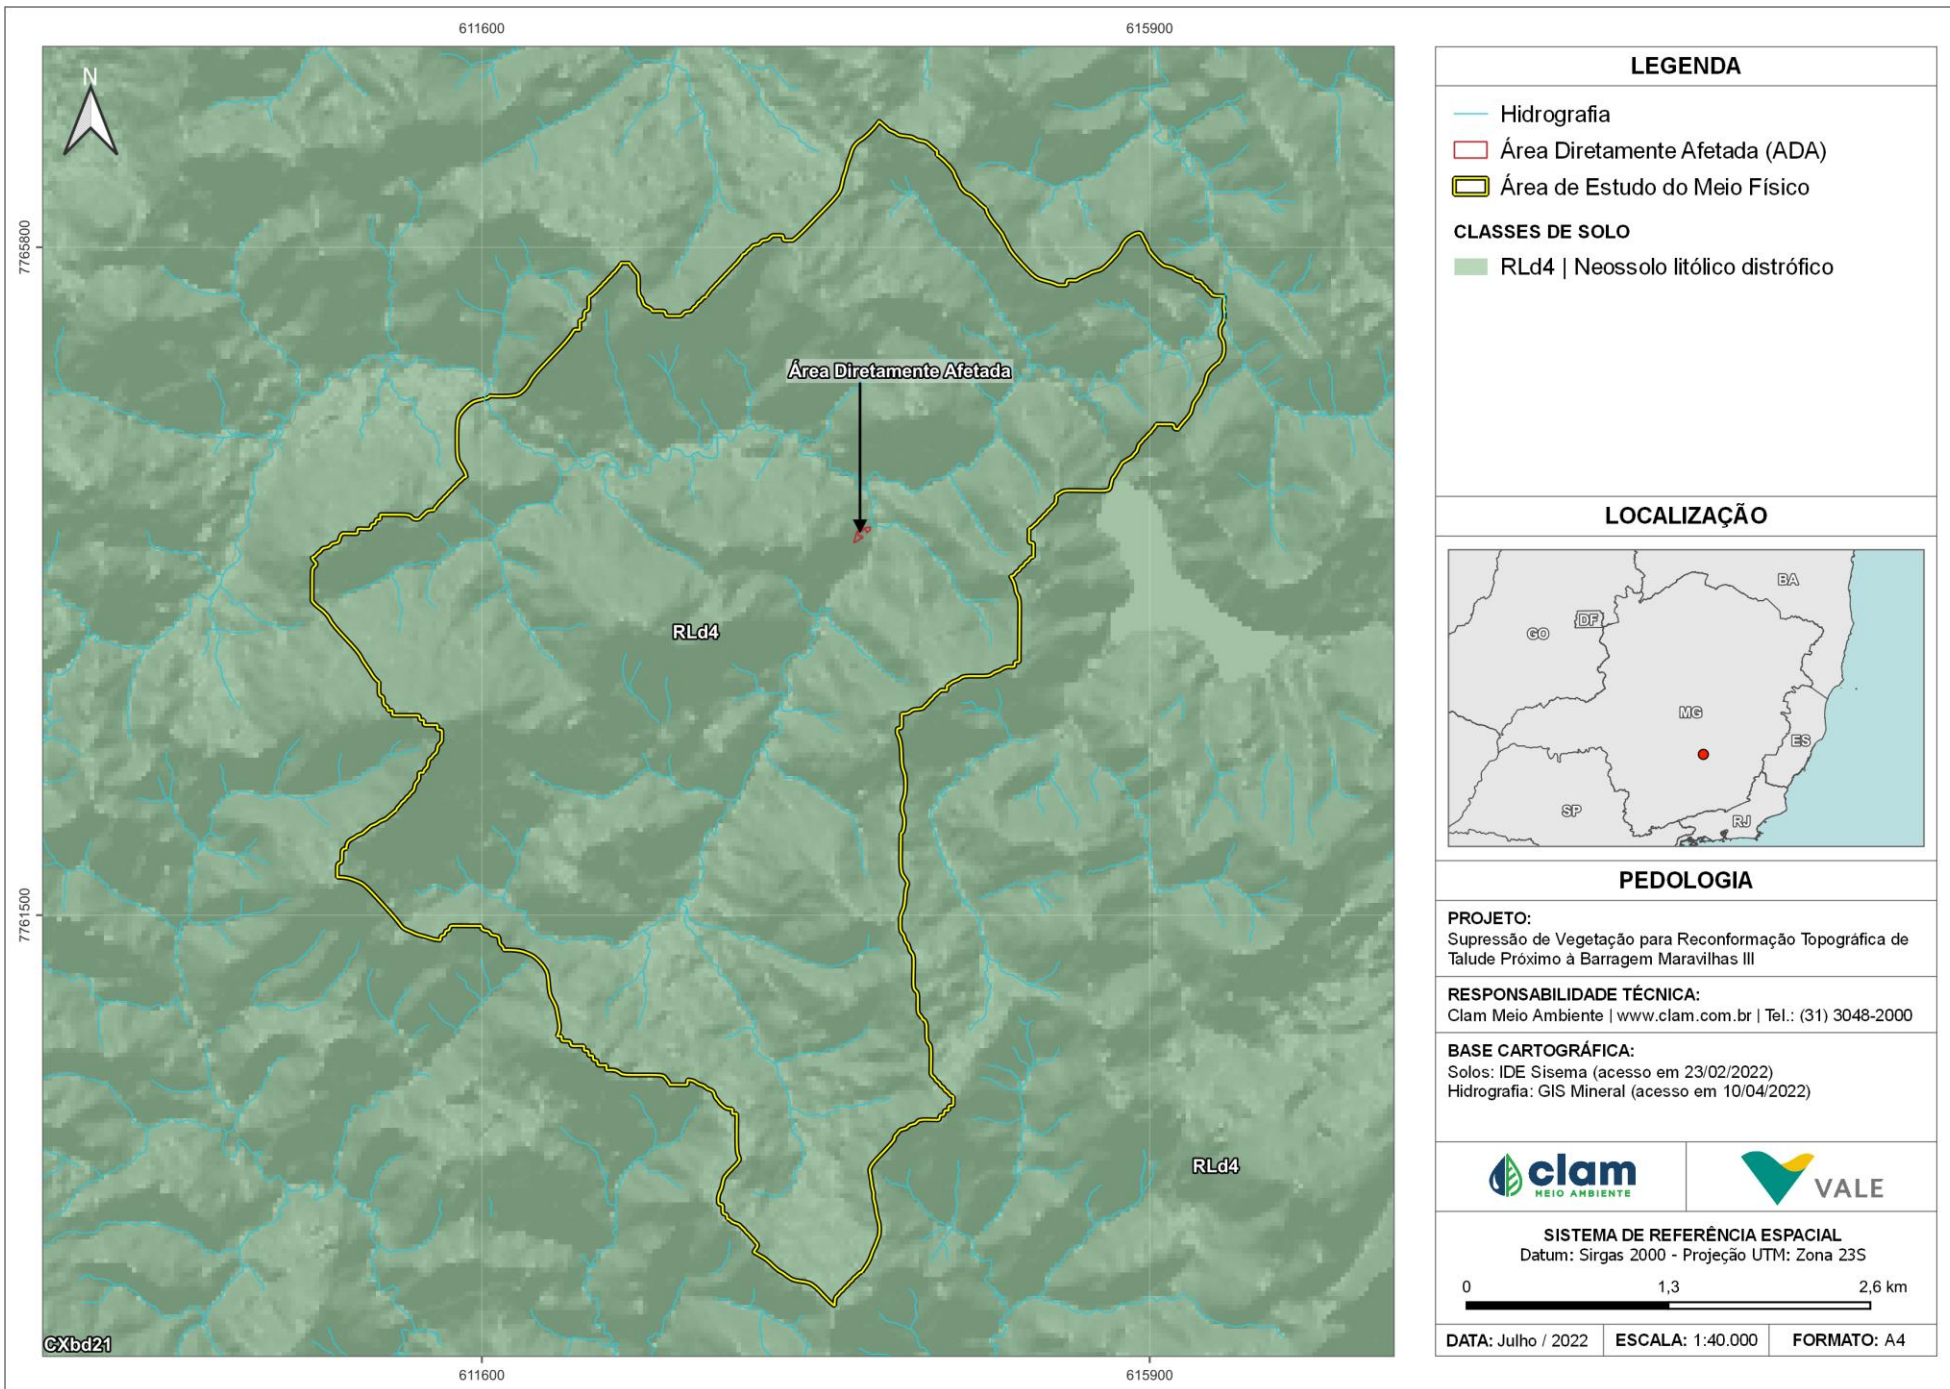 611600
615900
7765800
7761500
N
Área Diretamente Afetada
RLd4
RLd4
CXbd21
611600
615900
LEGENDA
Hidrografia
Área Diretamente Afetada (ADA)
Área de Estudo do Meio Físico
CLASSES DE SOLO
RLd4 | Neossolo litólico distrófico
LOCALIZAÇÃO
BA
DF
GO
MG
ES
SP
RJ
PEDOLOGIA
PROJETO:
Supressão de Vegetação para Reconformação Topográfica de
Talude Próximo à Barragem Maravilhas III
RESPONSABILIDADE TÉCNICA:
Clam Meio Ambiente | www.clam.com.br | Tel.: (31) 3048-2000
BASE CARTOGRÁFICA:
Solos: IDE Sisema (acesso em 23/02/2022)
Hidrografia: GIS Mineral (acesso em 10/04/2022)
clam
MEIO AMBIENTE
VALE
SISTEMA DE REFERÊNCIA ESPACIAL
Datum: Sirgas 2000 - Projeção UTM: Zona 23S
0 1,3 2,6 km
DATA: Julho / 2022 ESCALA: 1:40.000 FORMATO: A4